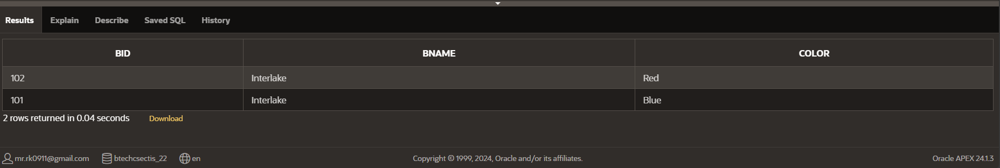 Results Explain Describe Saved SQL History
BID BNAME COLOR
102 Interlake Red
101 Interlake Blue
2 rows returned in 0.04 seconds Download
mr.rk0911@gmail.com btechcsectis_22 en Copyright © 1999, 2024, Oracle and/or its affiliates. Oracle APEX 24.1.3